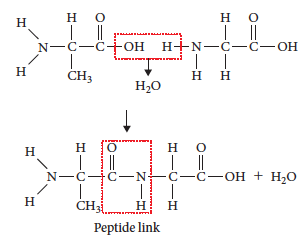 H H O H O
N—C—C—OH H—N—C—C—OH
H CH3 H H
H2O
H H O H O
N—C—C—N—C—C—OH + H2O
H CH3 H H
Peptide link